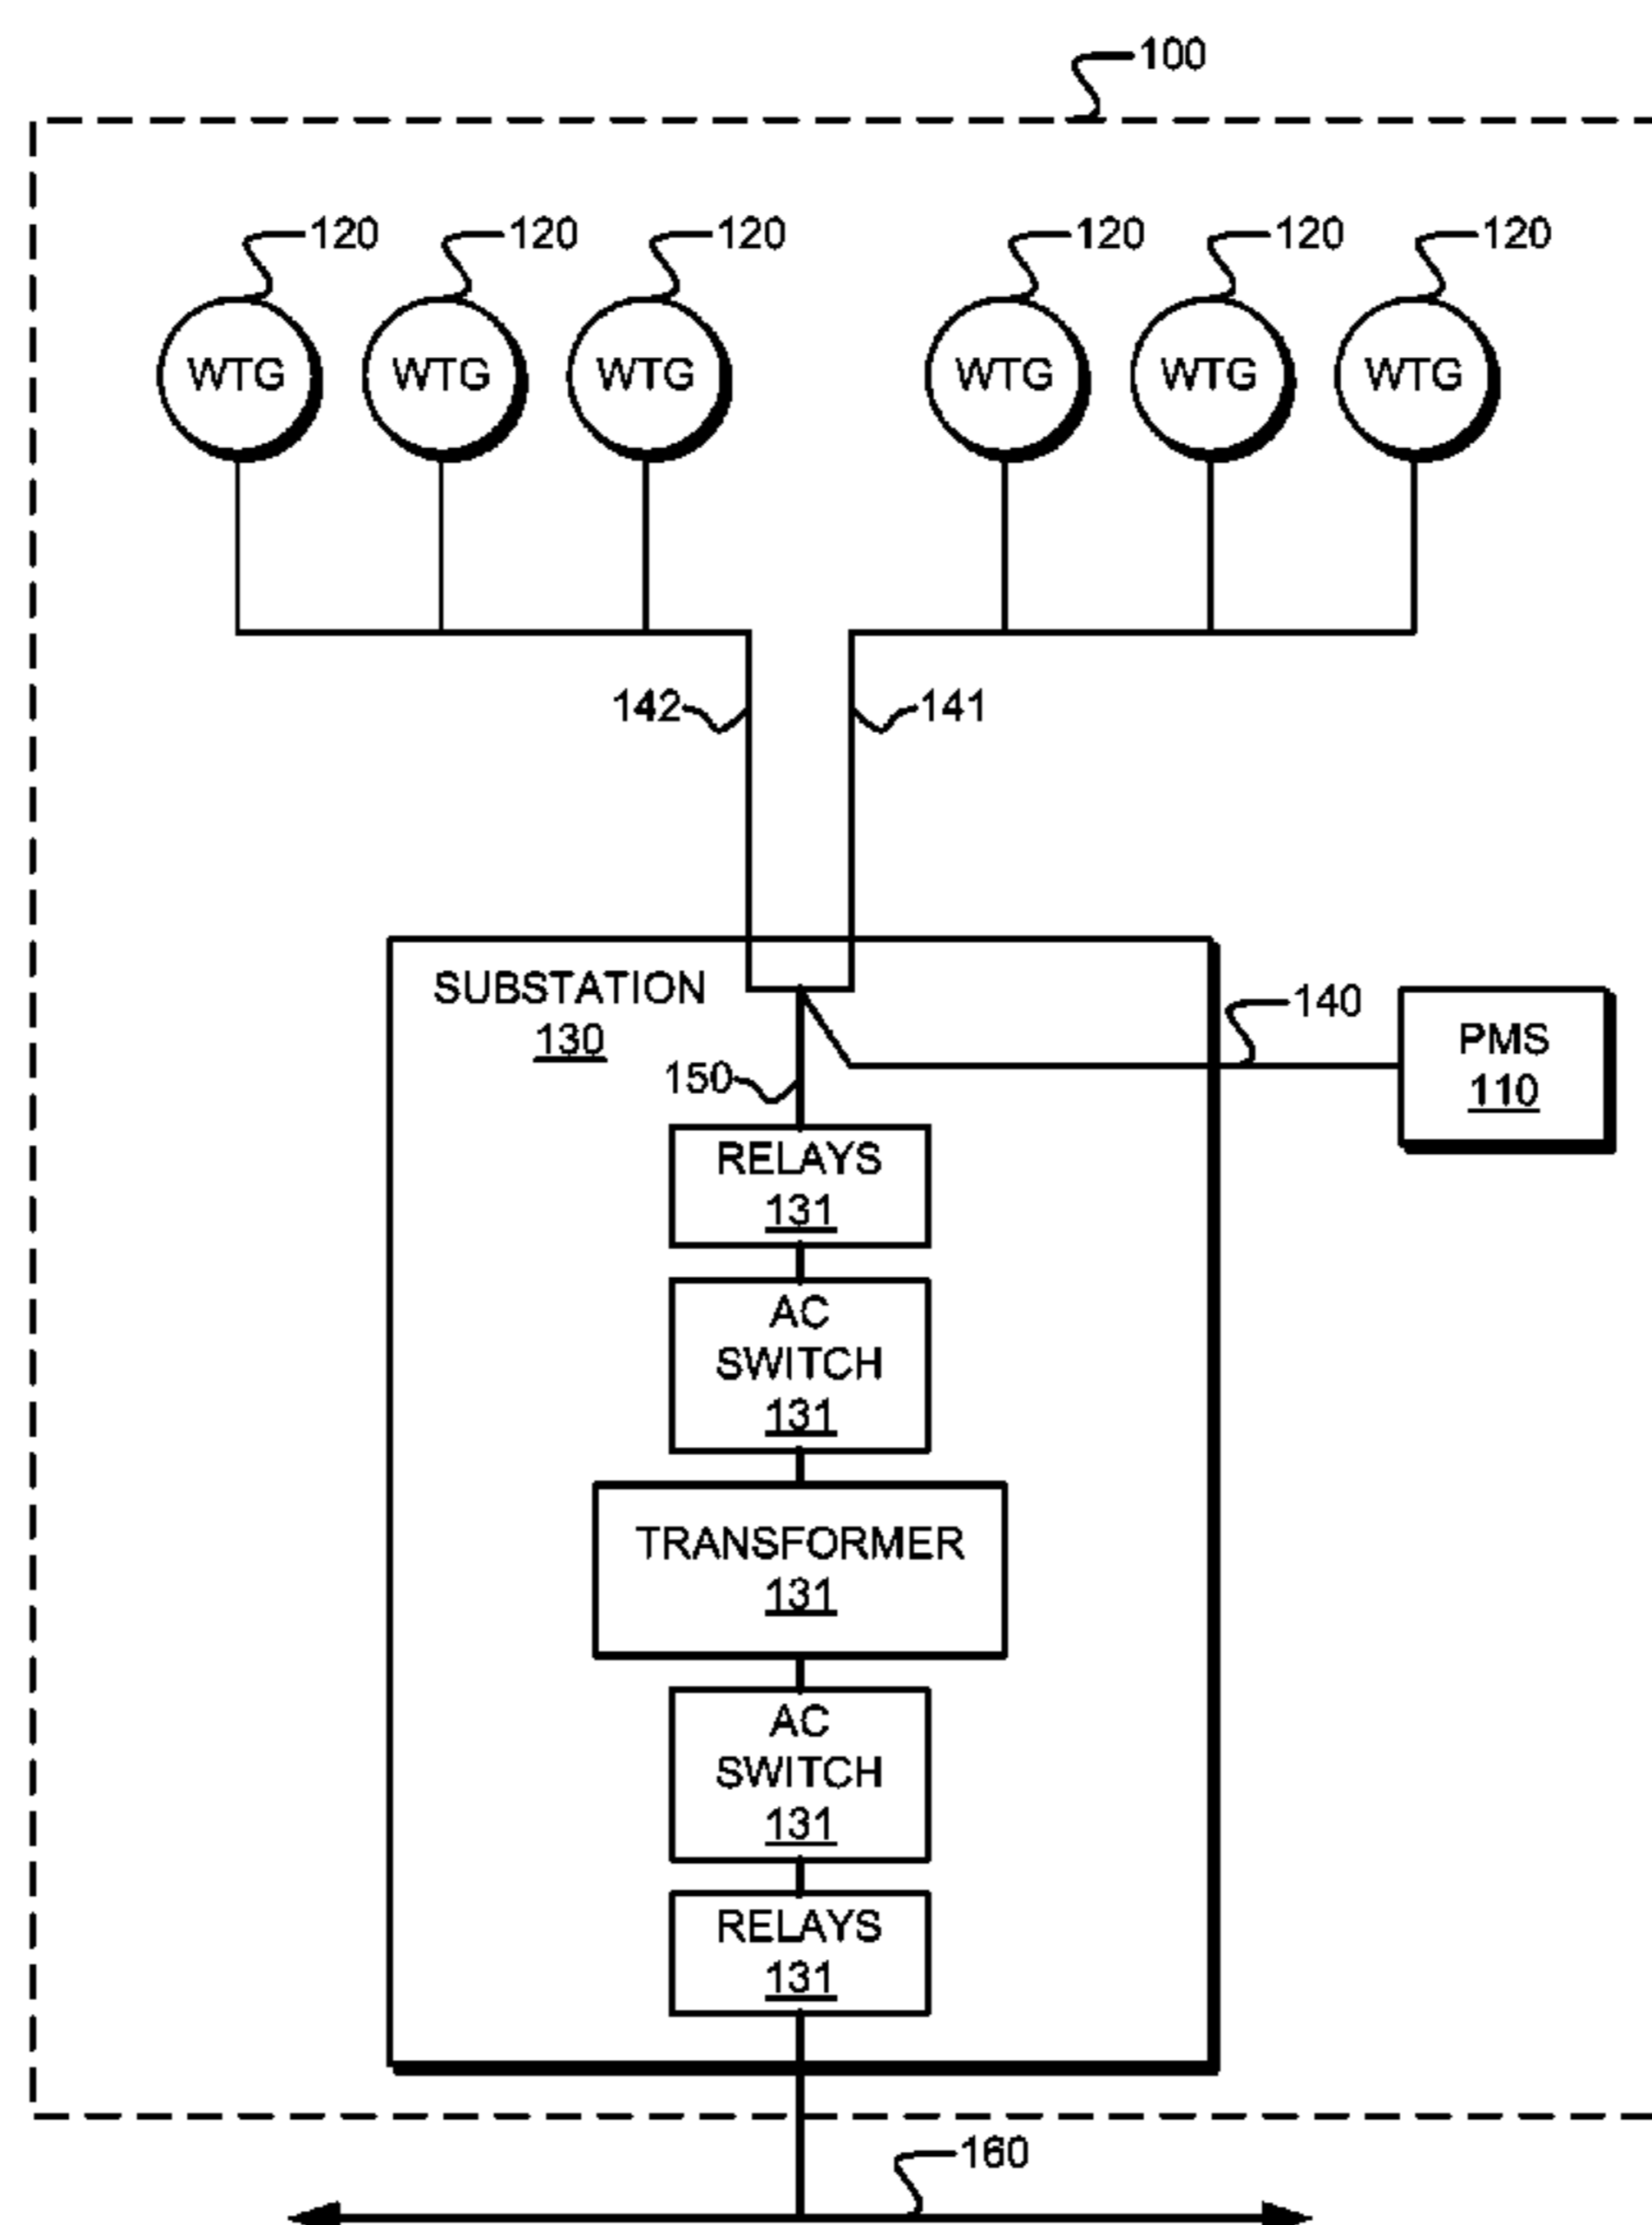 100
120 120 120 120 120 120
WTG WTG WTG WTG WTG WTG
142 141
SUBSTATION
130
140
PMS
110
150
RELAYS
131
AC
SWITCH
131
TRANSFORMER
131
AC
SWITCH
131
RELAYS
131
160